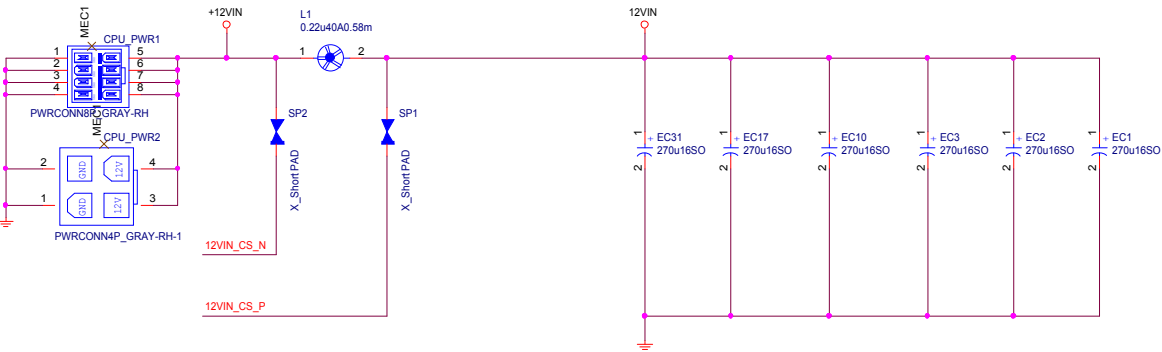 MEC1
CPU_PWR1
1
2
3
4
5
6
7
8
PWRCONN8P_GRAY-RH
MEC1
CPU_PWR2
2
1
GND
12V
GND
12V
4
3
PWRCONN4P_GRAY-RH-1
+12VIN
L1
0.22u40A0.58m
1
2
SP2
X_Short PAD
SP1
X_Short PAD
12VIN_CS_N
12VIN_CS_P
12VIN
1
+
EC31
270u16SO
2
1
+
EC17
270u16SO
2
1
+
EC10
270u16SO
2
1
+
EC3
270u16SO
2
1
+
EC2
270u16SO
2
1
+
EC1
270u16SO
2